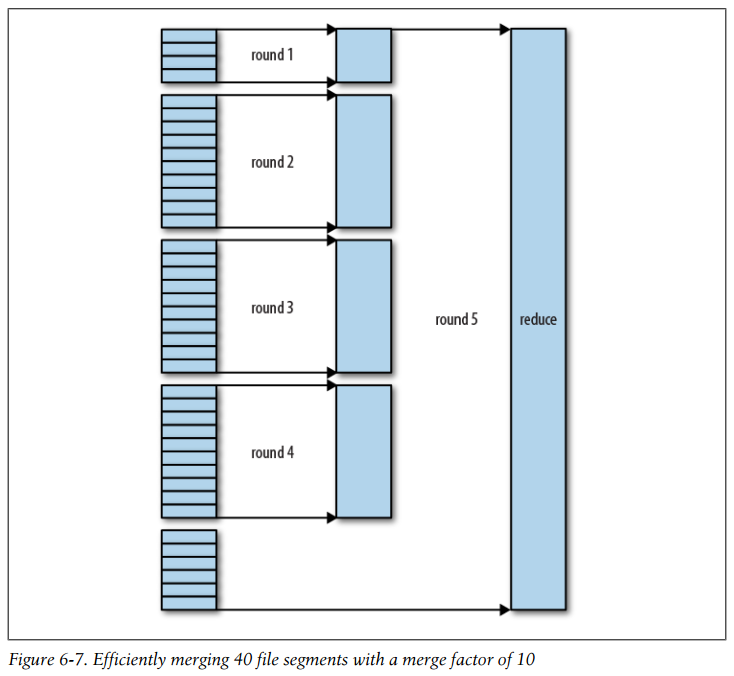 round 1
round 2
round 3
round 5
reduce
round 4
Figure 6-7. Efficiently merging 40 file segments with a merge factor of 10